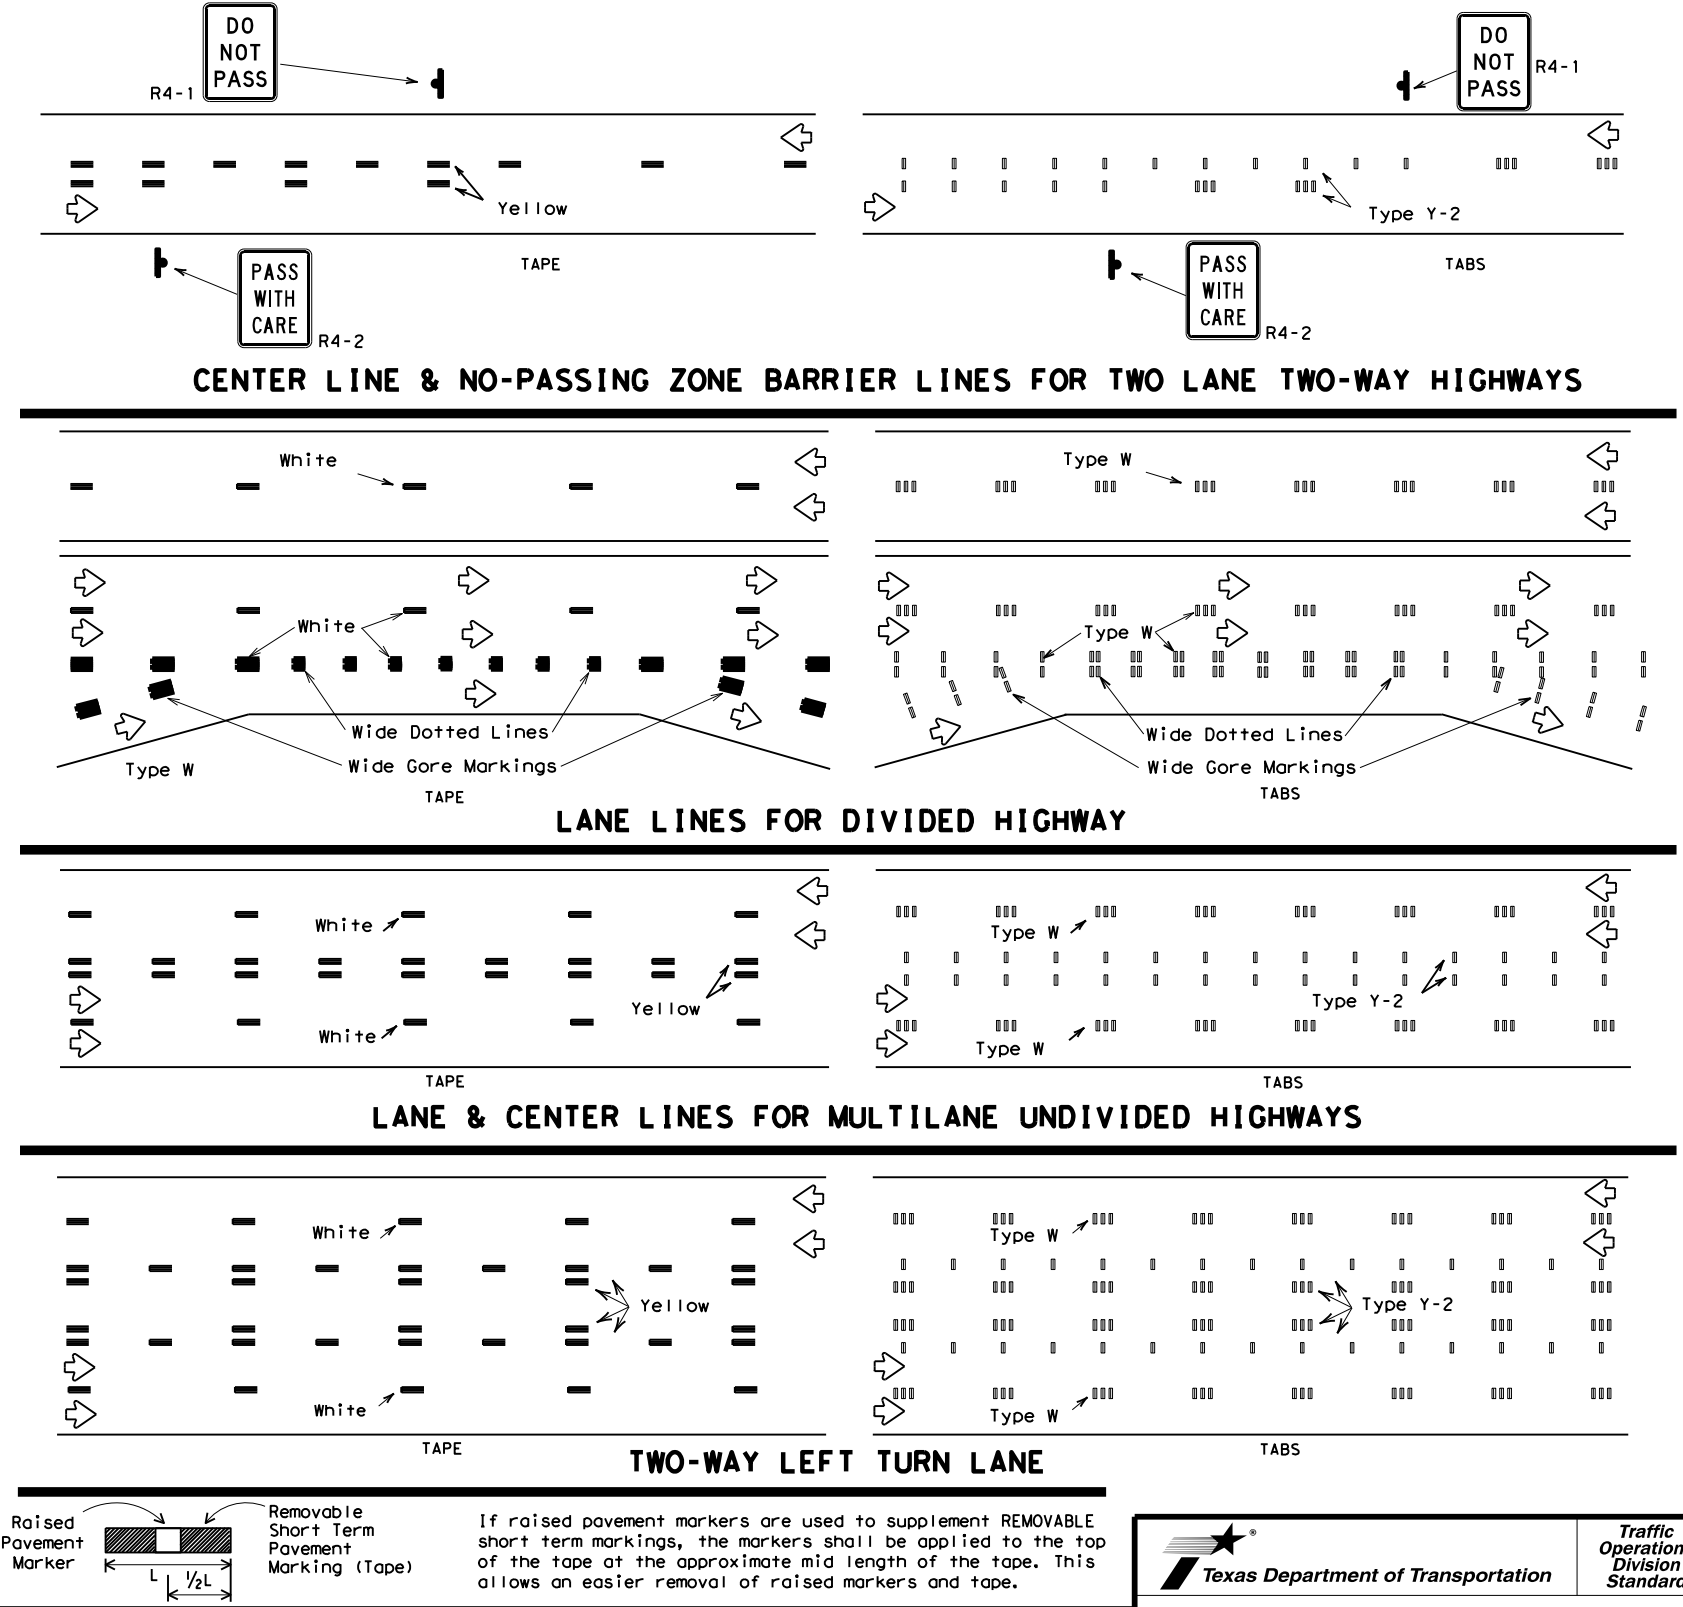 DO
NOT
PASS
R4-1
DO
NOT
PASS
R4-1
Yellow
Type Y-2
PASS
WITH
CARE
R4-2
TAPE
PASS
WITH
CARE
R4-2
TABS
CENTER LINE & NO-PASSING ZONE BARRIER LINES FOR TWO LANE TWO-WAY HIGHWAYS
White
Type W
White
Type W
Wide Dotted Lines
Wide Gore Markings
Type W
TAPE
Wide Dotted Lines
Wide Gore Markings
TABS
LANE LINES FOR DIVIDED HIGHWAY
White
Yellow
White
TAPE
Type W
Type Y-2
Type W
TABS
LANE & CENTER LINES FOR MULTILANE UNDIVIDED HIGHWAYS
White
Yellow
White
TAPE
Type W
Type Y-2
Type W
TABS
TWO-WAY LEFT TURN LANE
Raised
Pavement
Marker
Removable
Short Term
Pavement
Marking (Tape)
L
1/2L
If raised pavement markers are used to supplement REMOVABLE
short term markings, the markers shall be applied to the top
of the tape at the approximate mid length of the tape. This
allows an easier removal of raised markers and tape.
®
Texas Department of Transportation
Traffic
Operation
Division
Standard